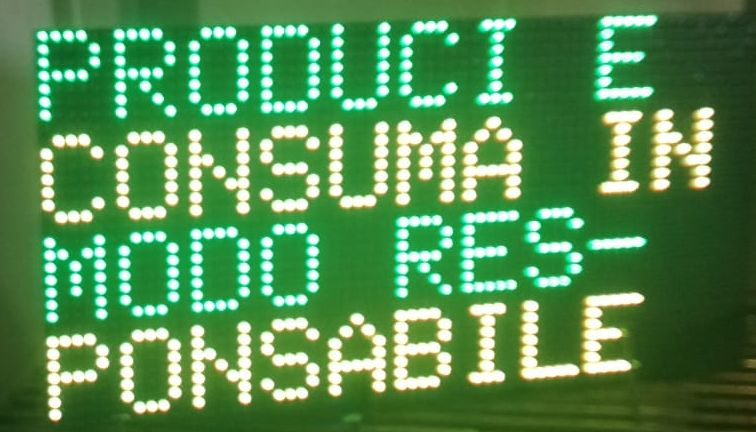 PRODUCI E
CONSUMA IN
MODO RES-
PONSABILE